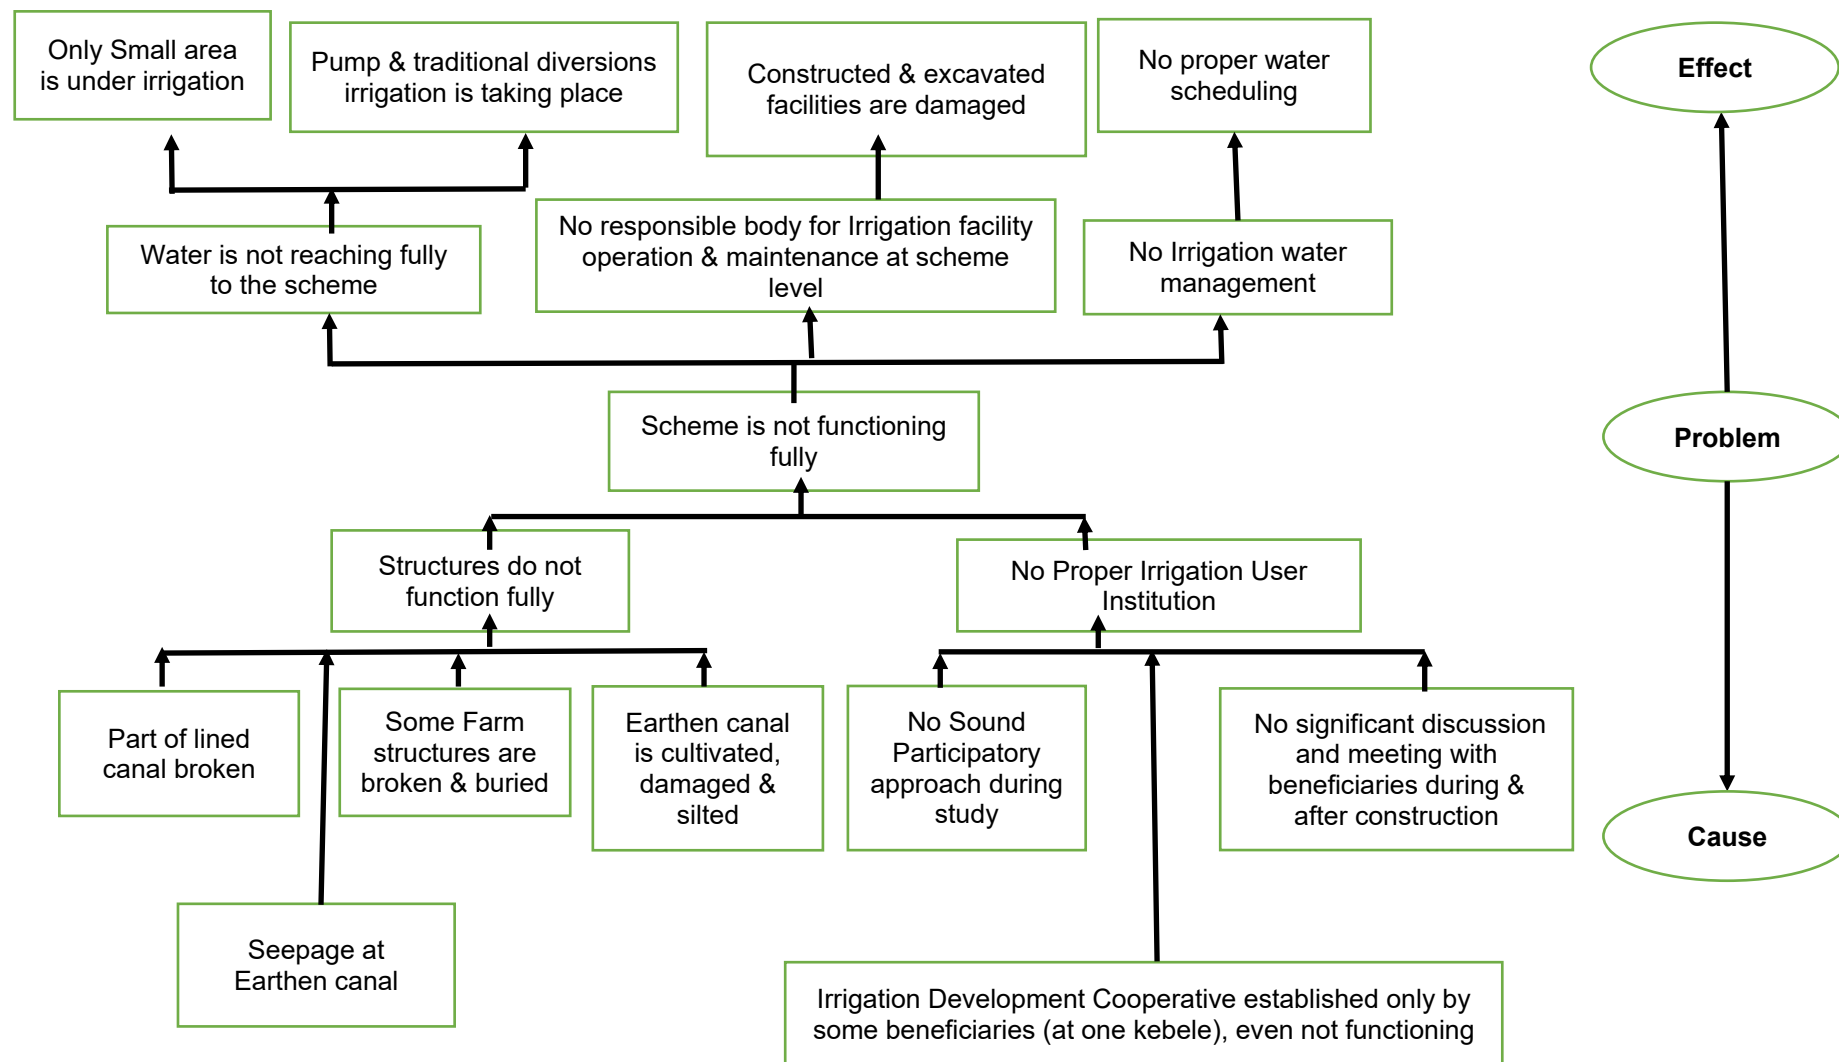 Only Small area
is under irrigation
Pump & traditional diversions
irrigation is taking place
Constructed & excavated
facilities are damaged
No proper water
scheduling
Effect
Water is not reaching fully
to the scheme
No responsible body for Irrigation facility
operation & maintenance at scheme
level
No Irrigation water
management
Scheme is not functioning
fully
Problem
Structures do not
function fully
No Proper Irrigation User
Institution
Part of lined
canal broken
Some Farm
structures are
broken & buried
Earthen canal
is cultivated,
damaged &
silted
No Sound
Participatory
approach during
study
No significant discussion
and meeting with
beneficiaries during &
after construction
Cause
Seepage at
Earthen canal
Irrigation Development Cooperative established only by
some beneficiaries (at one kebele), even not functioning